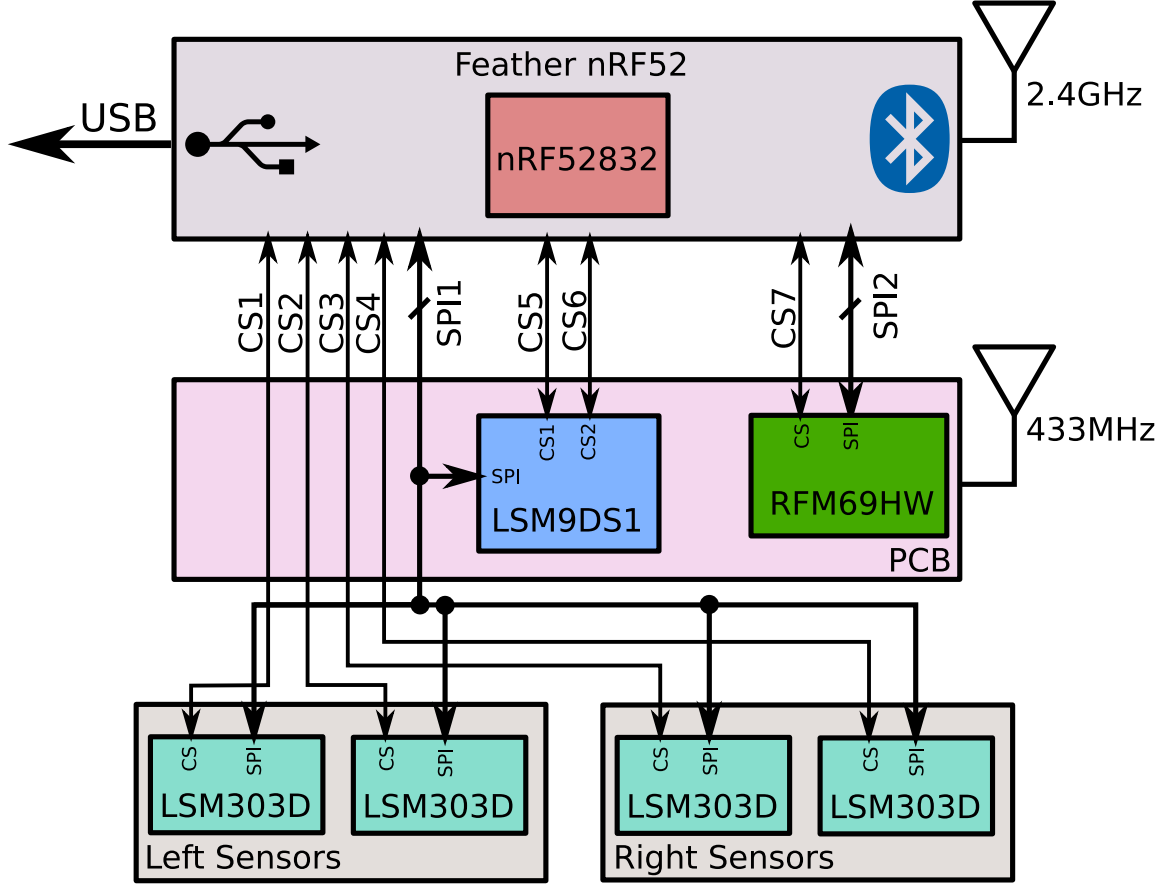 Feather nRF52
USB
2.4GHz
nRF52832
CS1
CS2
CS3
CS4
SPI1
CS5
CS6
CS7
SPI2
433MHz
CS1
CS2
SPI
LSM9DS1
CS
SPI
RFM69HW
PCB
CS
SPI
LSM303D
CS
SPI
LSM303D
Left Sensors
CS
SPI
LSM303D
CS
SPI
LSM303D
Right Sensors